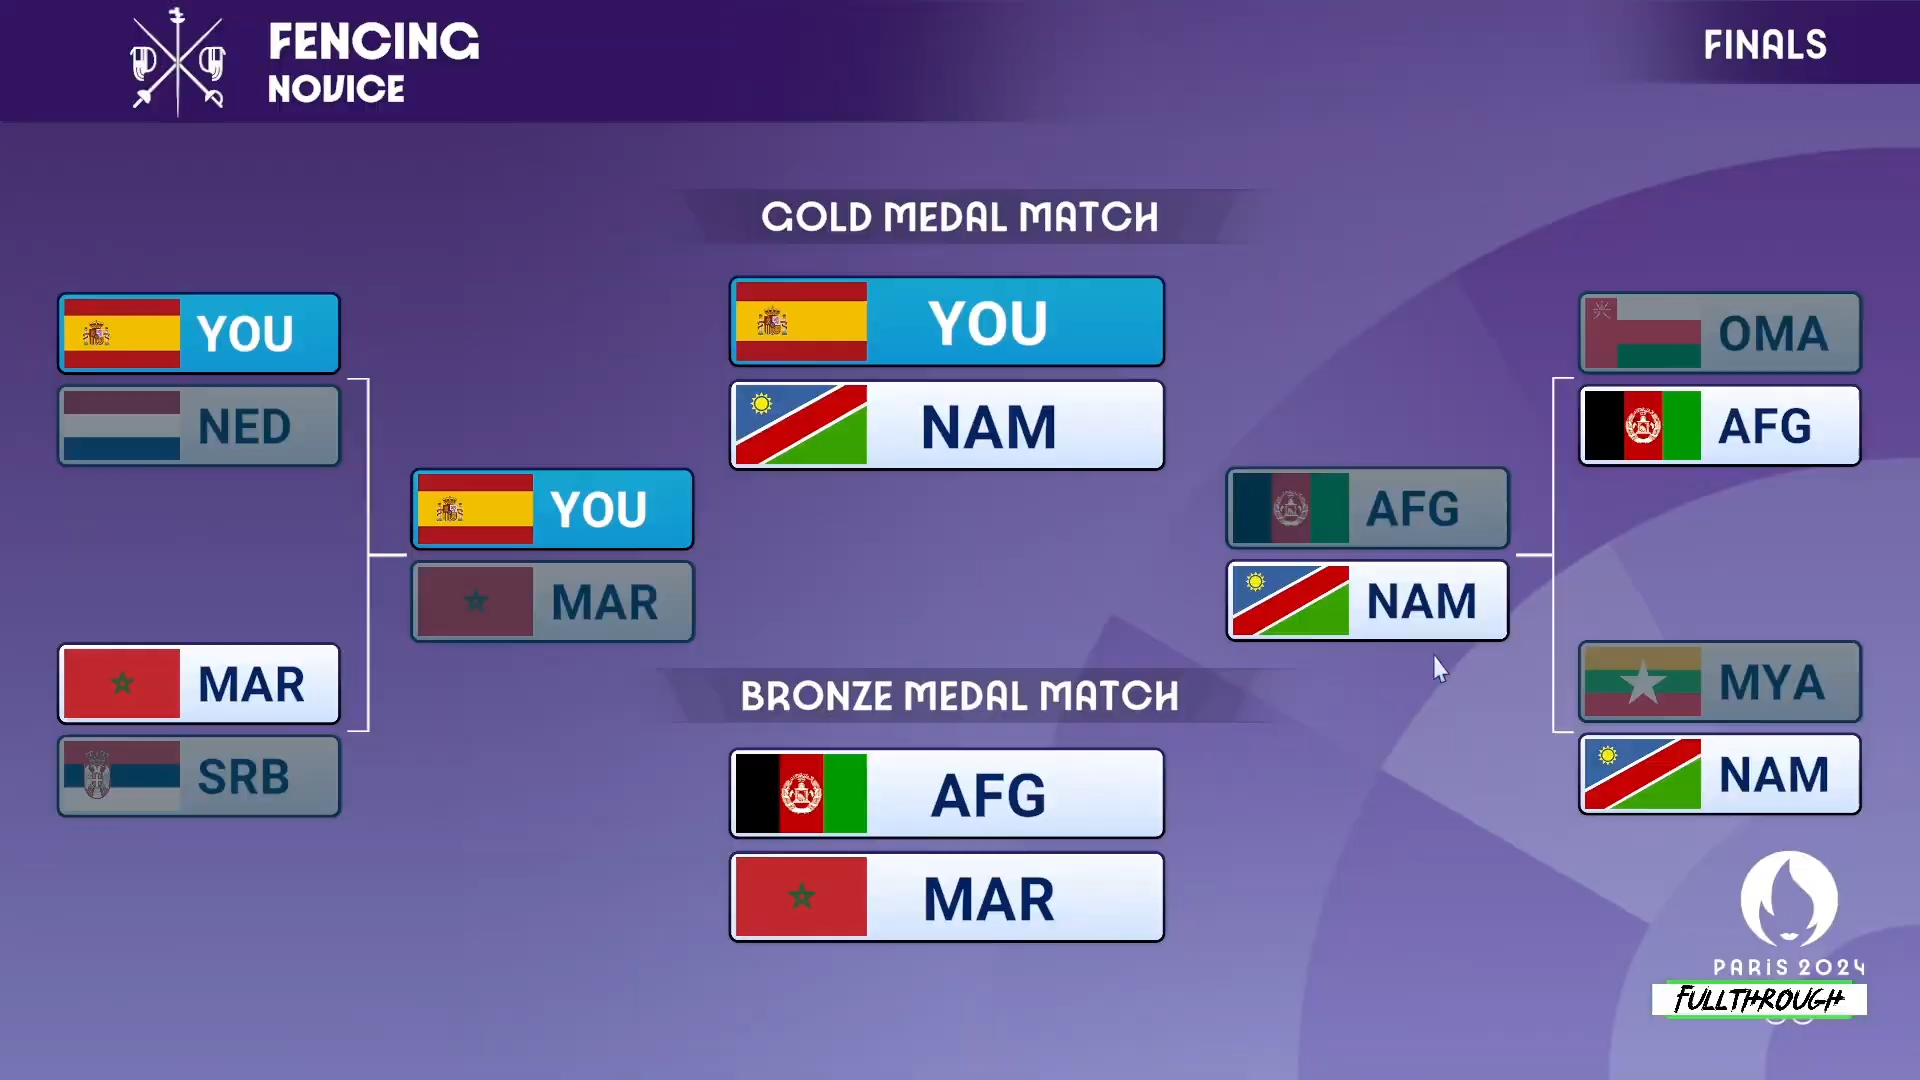 FENCING
NOVICE
FINALS
GOLD MEDAL MATCH
YOU
NAM
YOU
NED
MAR
SRB
YOU
MAR
AFG
NAM
OMA
AFG
MYA
NAM
BRONZE MEDAL MATCH
AFG
MAR
PARIS 2024
FULLTHROUGH